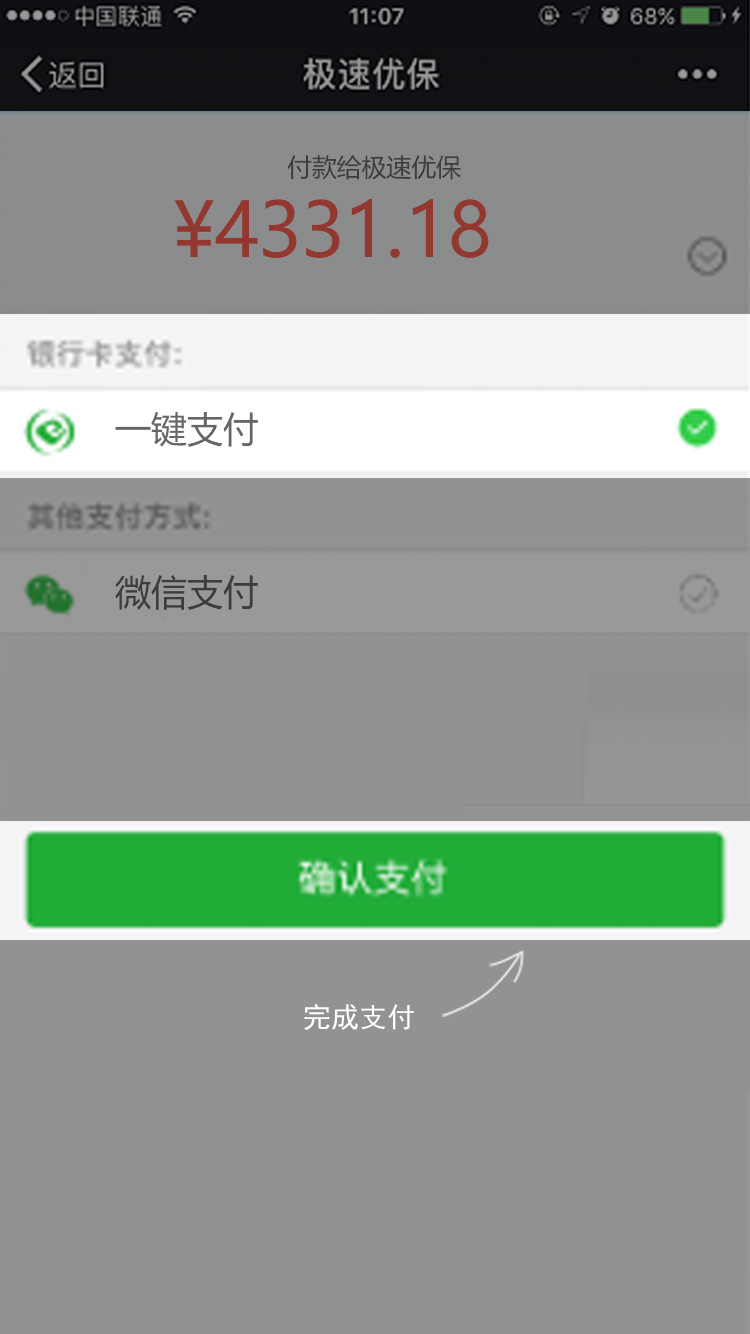 中国联通 11:07 68%
返回 极速优保
付款给极速优保
¥4331.18
银行卡支付:
一键支付
其他支付方式:
微信支付
确认支付
完成支付